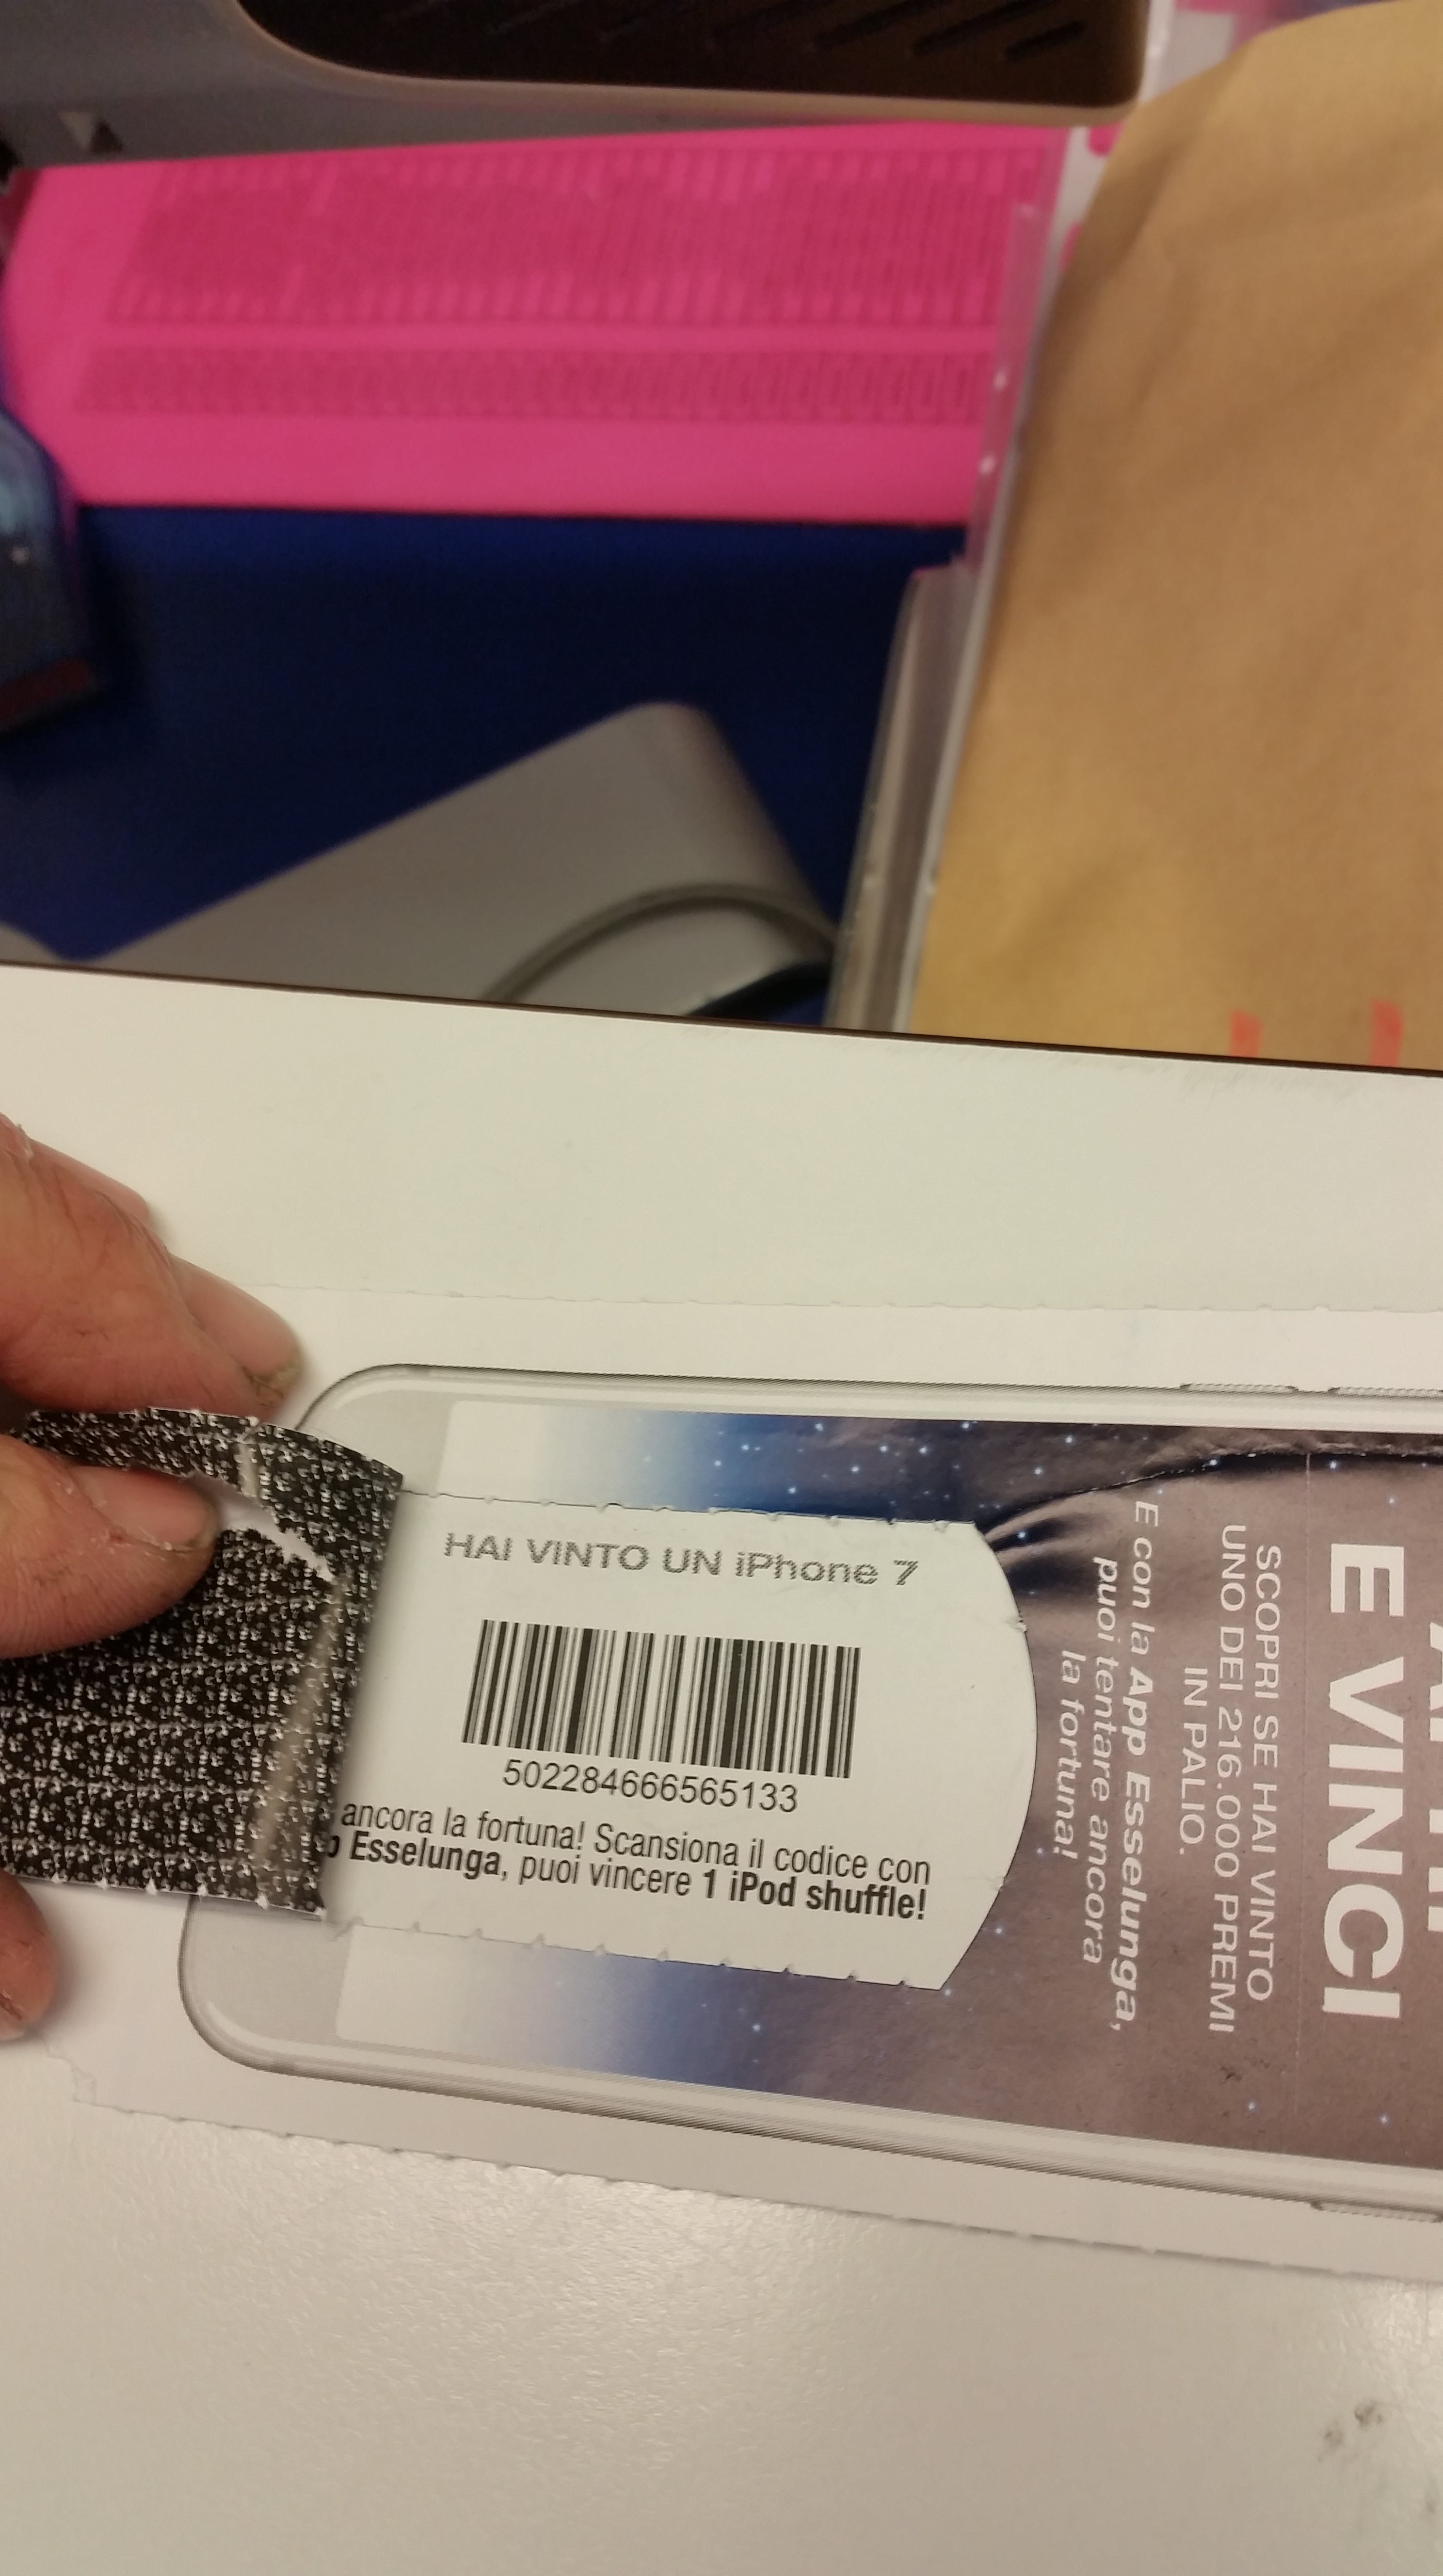 HAI VINTO UN iPhone 7
502284666565133
ancora la fortuna! Scansiona il codice con
Esselunga, puoi vincere 1 iPod shuffle!
E VINCI
SCOPRI SE HAI VINTO
UNO DEI 216.000 PREMI
IN PALIO.
E con la App Esselunga,
puoi tentare ancora
la fortuna!